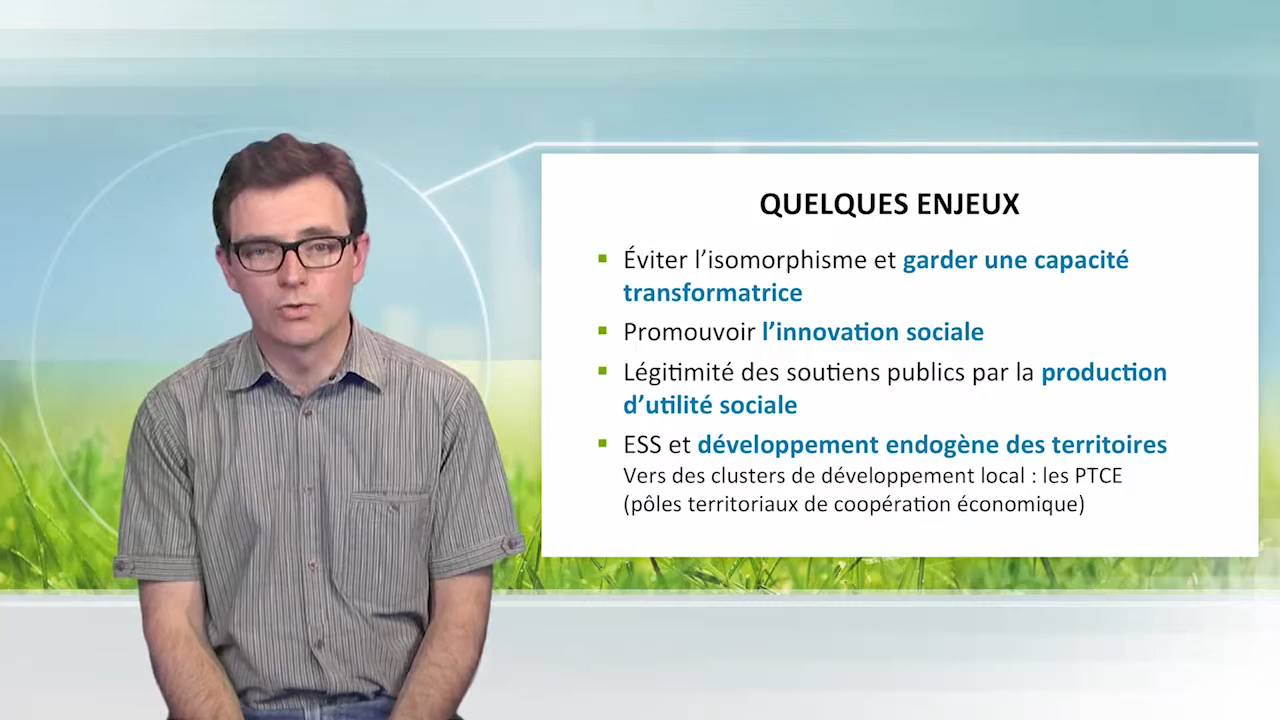 QUELQUES ENJEUX
Éviter l'isomorphisme et garder une capacité
transformatrice
Promouvoir l'innovation sociale
Légitimité des soutiens publics par la production
d'utilité sociale
ESS et développement endogène des territoires
Vers des clusters de développement local : les PTCE
(pôles territoriaux de coopération économique)